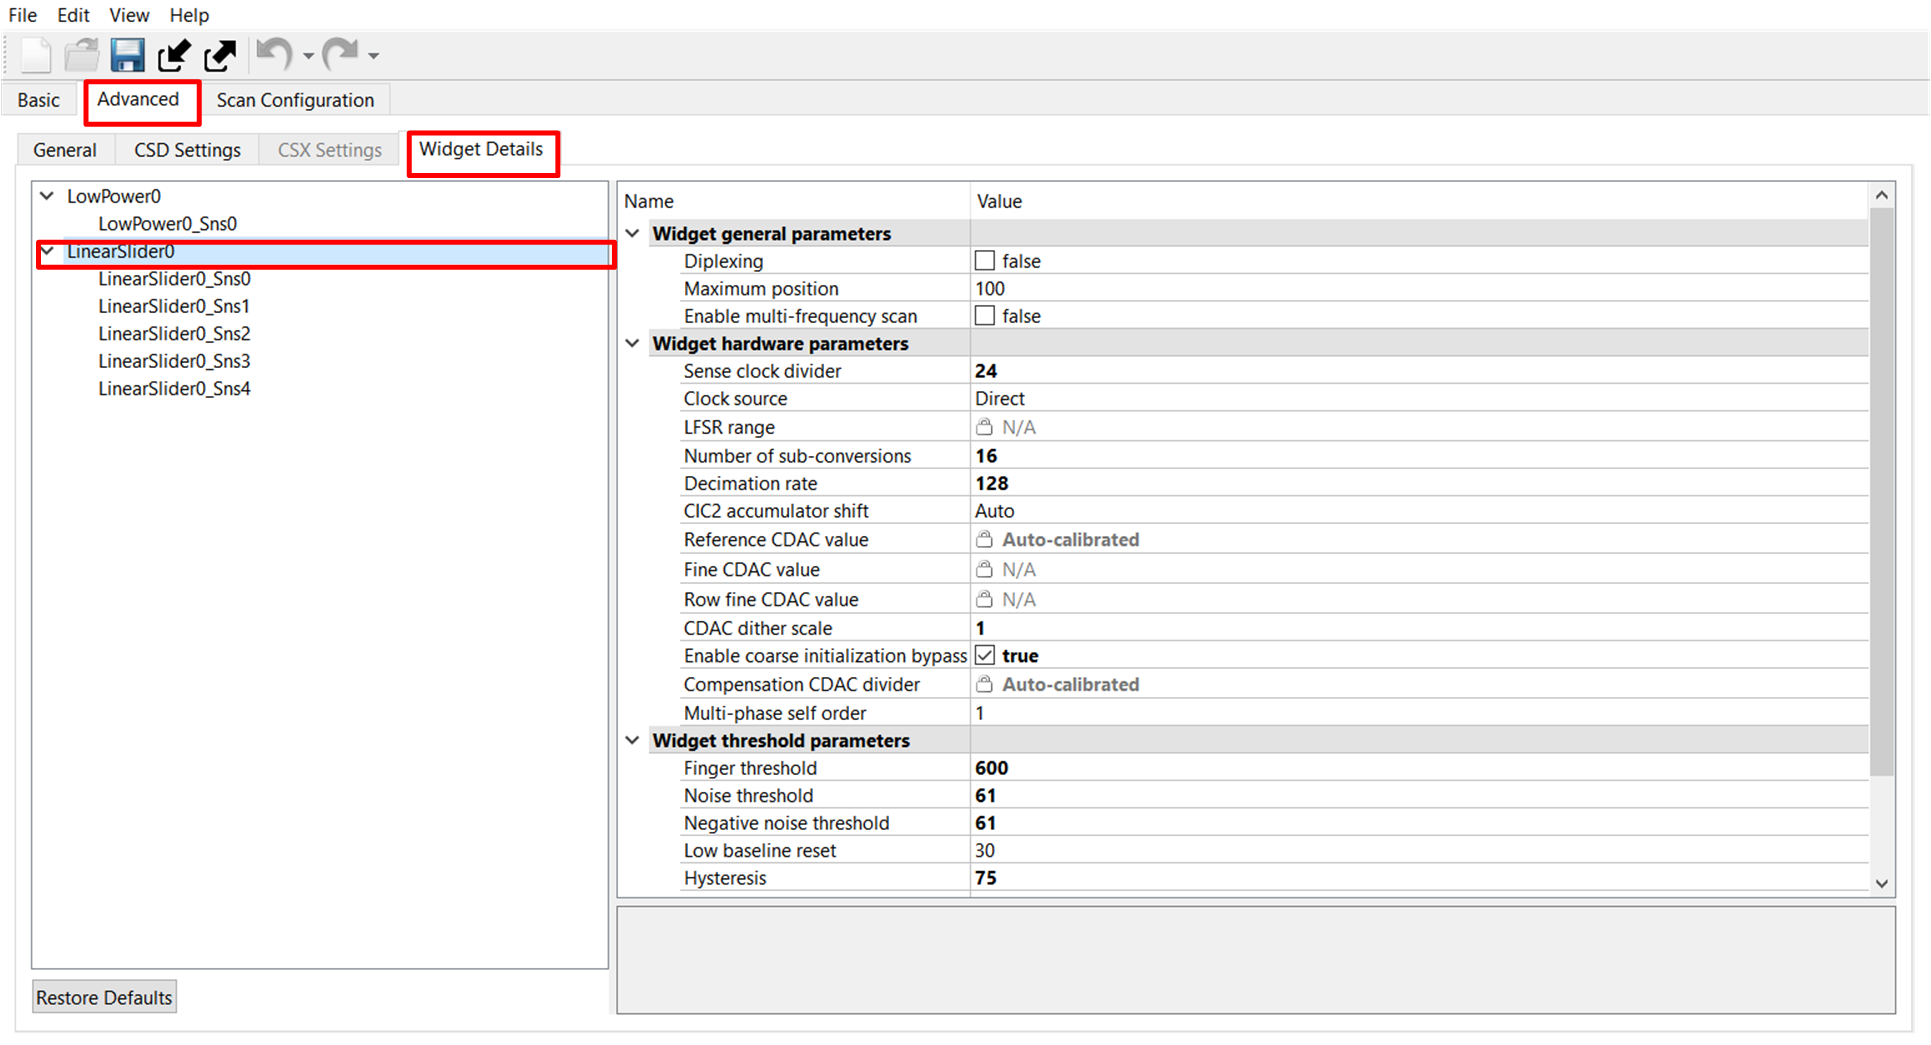 File Edit View Help
Basic Advanced Scan Configuration
General CSD Settings CSX Settings Widget Details
LowPower0
LowPower0_Sns0
LinearSlider0
LinearSlider0_Sns0
LinearSlider0_Sns1
LinearSlider0_Sns2
LinearSlider0_Sns3
LinearSlider0_Sns4
Restore Defaults
Name Value
Widget general parameters
Diplexing false
Maximum position 100
Enable multi-frequency scan false
Widget hardware parameters
Sense clock divider 24
Clock source Direct
LFSR range N/A
Number of sub-conversions 16
Decimation rate 128
CIC2 accumulator shift Auto
Reference CDAC value Auto-calibrated
Fine CDAC value N/A
Row fine CDAC value N/A
CDAC dither scale 1
Enable coarse initialization bypass true
Compensation CDAC divider Auto-calibrated
Multi-phase self order 1
Widget threshold parameters
Finger threshold 600
Noise threshold 61
Negative noise threshold 61
Low baseline reset 30
Hysteresis 75